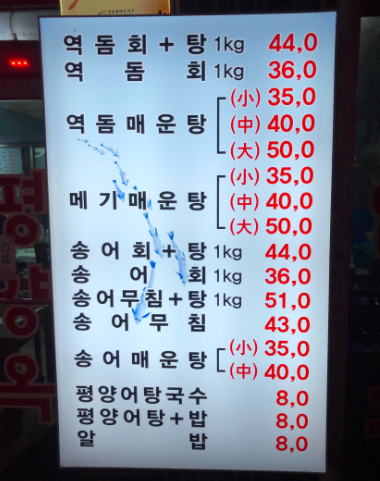 역돔회+탕 1kg 44,0
역 돔 회 1kg 36,0
역돔매운탕 (小) 35,0
(中) 40,0
(大) 50,0
메기매운탕 (小) 35,0
(中) 40,0
(大) 50,0
송어회+탕 1kg 44,0
송 어 회 1kg 36,0
송어무침+탕 1kg 51,0
송 어 무 침 43,0
송어매운탕 (小) 35,0
(中) 40,0
평양어탕국수 8,0
평양어탕+밥 8,0
알 밥 8,0